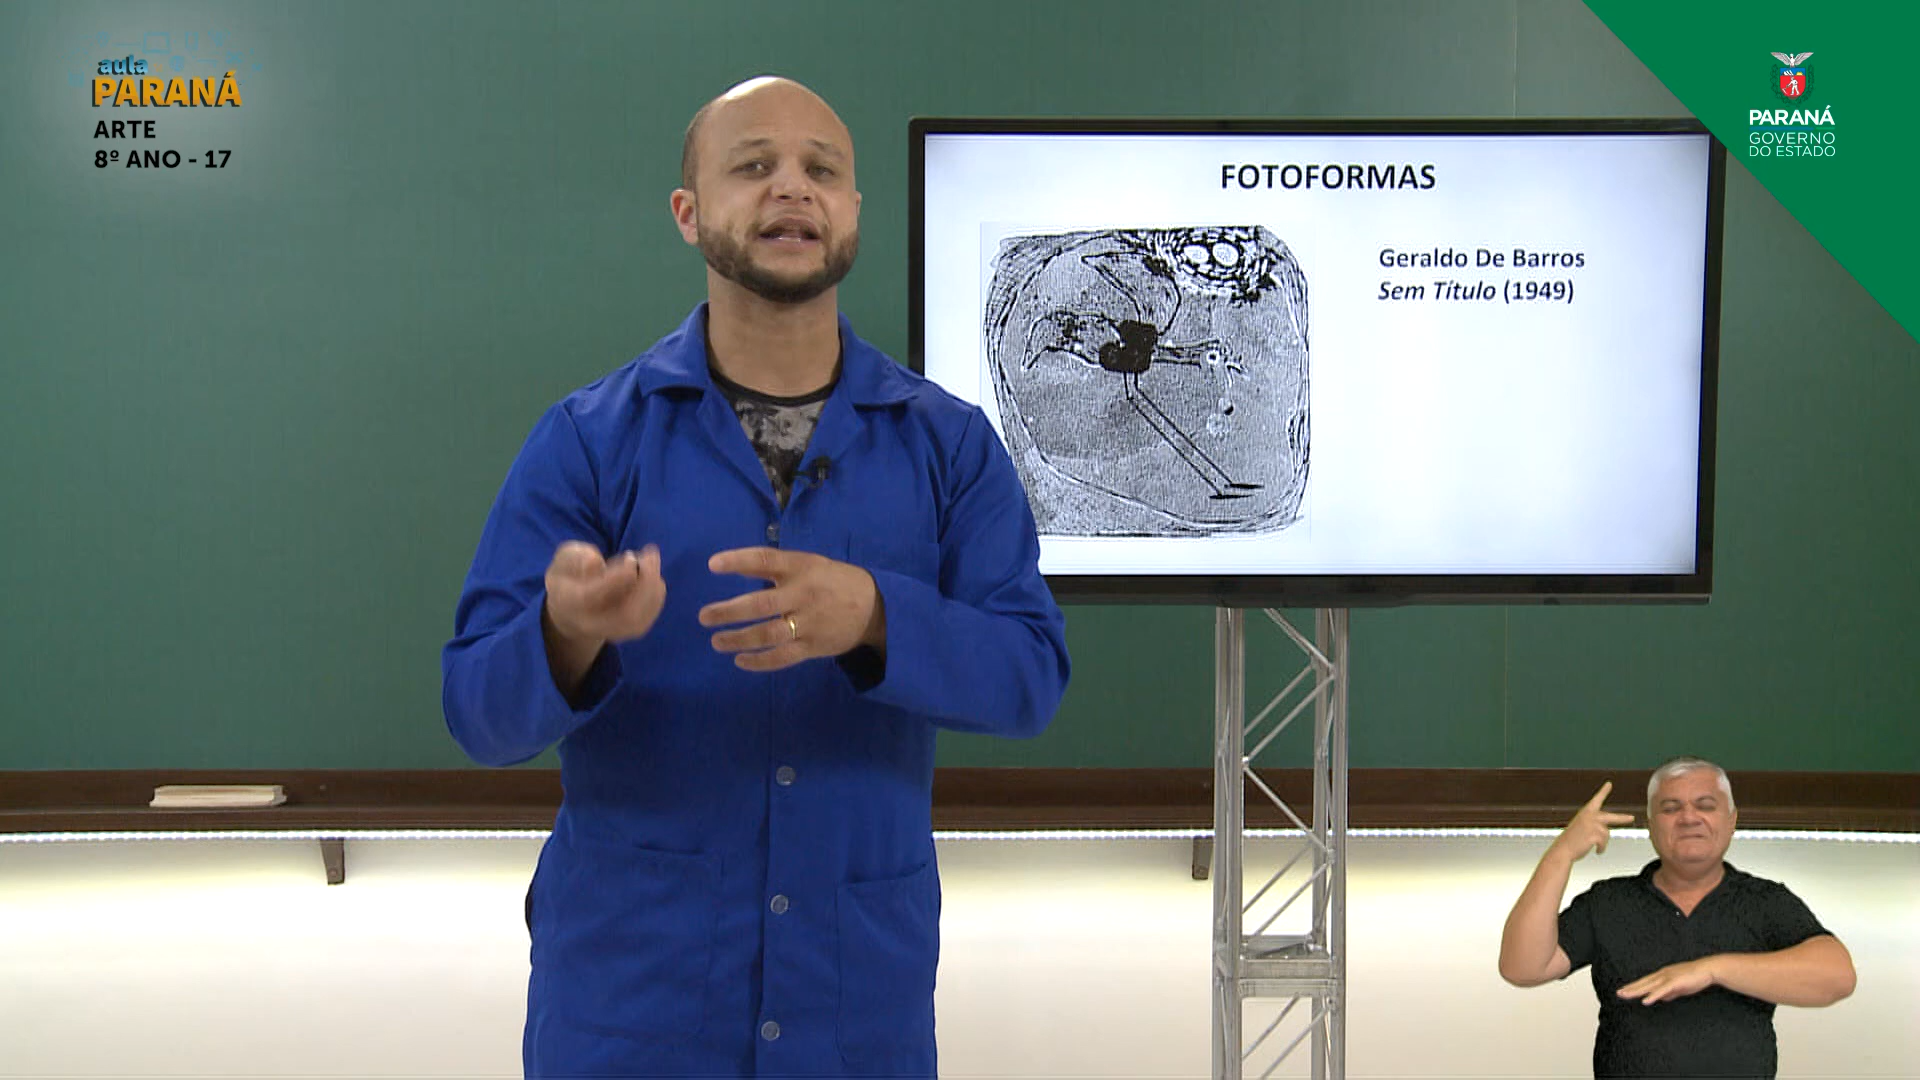 aula
PARANÁ
ARTE
8º ANO - 17
FOTOFORMAS
Geraldo De Barros
Sem Título (1949)
PARANÁ
GOVERNO
DO ESTADO